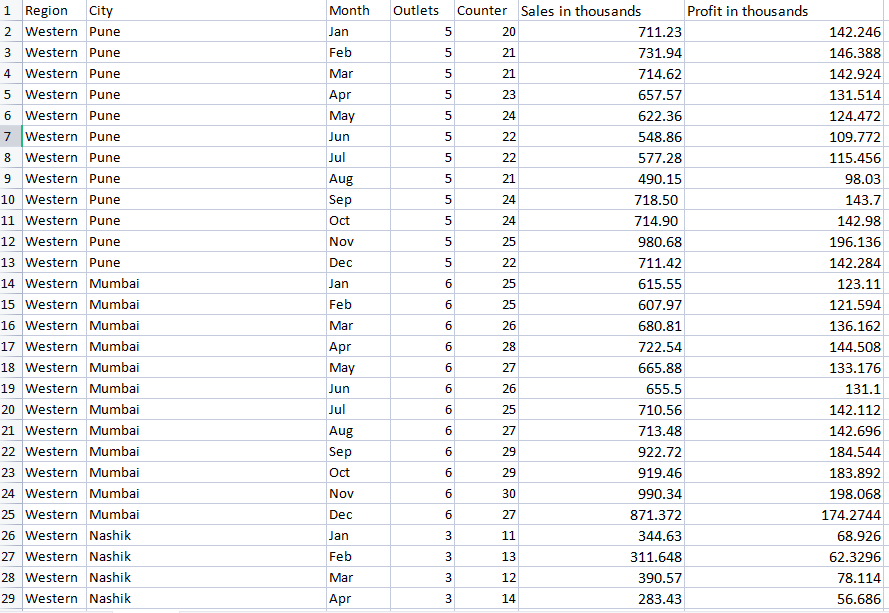 1 Region City Month Outlets Counter Sales in thousands Profit in thousands
2 Western Pune Jan 5 20 711.23 142.246
3 Western Pune Feb 5 21 731.94 146.388
4 Western Pune Mar 5 21 714.62 142.924
5 Western Pune Apr 5 23 657.57 131.514
6 Western Pune May 5 24 622.36 124.472
7 Western Pune Jun 5 22 548.86 109.772
8 Western Pune Jul 5 22 577.28 115.456
9 Western Pune Aug 5 21 490.15 98.03
10 Western Pune Sep 5 24 718.50 143.7
11 Western Pune Oct 5 24 714.90 142.98
12 Western Pune Nov 5 25 980.68 196.136
13 Western Pune Dec 5 22 711.42 142.284
14 Western Mumbai Jan 6 25 615.55 123.11
15 Western Mumbai Feb 6 25 607.97 121.594
16 Western Mumbai Mar 6 26 680.81 136.162
17 Western Mumbai Apr 6 28 722.54 144.508
18 Western Mumbai May 6 27 665.88 133.176
19 Western Mumbai Jun 6 26 655.5 131.1
20 Western Mumbai Jul 6 25 710.56 142.112
21 Western Mumbai Aug 6 27 713.48 142.696
22 Western Mumbai Sep 6 29 922.72 184.544
23 Western Mumbai Oct 6 29 919.46 183.892
24 Western Mumbai Nov 6 30 990.34 198.068
25 Western Mumbai Dec 6 27 871.372 174.2744
26 Western Nashik Jan 3 11 344.63 68.926
27 Western Nashik Feb 3 13 311.648 62.3296
28 Western Nashik Mar 3 12 390.57 78.114
29 Western Nashik Apr 3 14 283.43 56.686